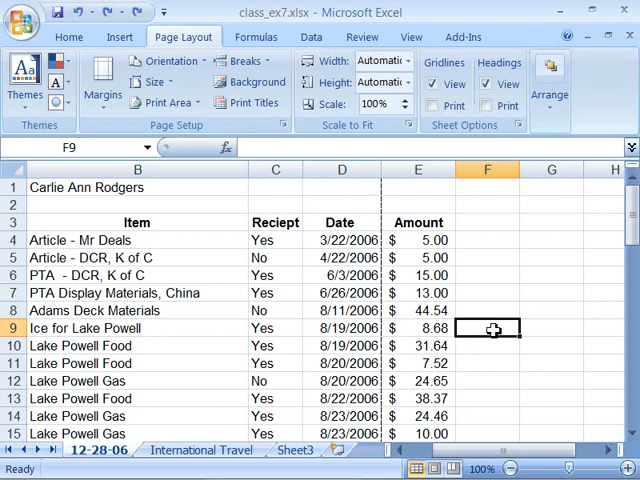 class_ex7.xlsx - Microsoft Excel
Home Insert Page Layout Formulas Data Review View Add-Ins
Themes
Themes
Margins
Orientation
Size
Print Area
Breaks
Background
Print Titles
Page Setup
Width: Automatic
Height: Automatic
Scale: 100%
Scale to Fit
Gridlines
View
Print
Headings
View
Print
Sheet Options
Arrange
F9 fx
B C D E F G H
1 Carlie Ann Rodgers
2
3 Item Reciept Date Amount
4 Article - Mr Deals Yes 3/22/2006 $ 5.00
5 Article - DCR, K of C No 4/22/2006 $ 5.00
6 PTA - DCR, K of C Yes 6/3/2006 $ 15.00
7 PTA Display Materials, China Yes 6/26/2006 $ 13.00
8 Adams Deck Materials No 8/11/2006 $ 44.54
9 Ice for Lake Powell Yes 8/19/2006 $ 8.68
10 Lake Powell Food Yes 8/19/2006 $ 31.64
11 Lake Powell Food Yes 8/20/2006 $ 7.52
12 Lake Powell Gas No 8/20/2006 $ 24.65
13 Lake Powell Food Yes 8/22/2006 $ 38.37
14 Lake Powell Gas Yes 8/23/2006 $ 24.46
15 Lake Powell Gas Yes 8/23/2006 $ 10.00
12-28-06 International Travel Sheet3
Ready 100%